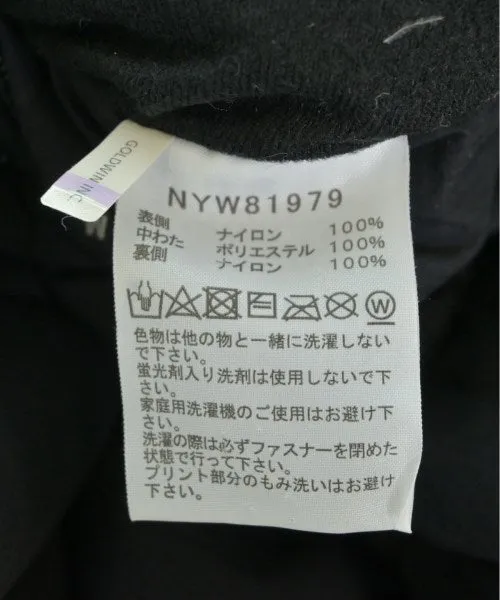 GOLDWIN INC
NYW81979
表側 ナイロン 100%
中わた ポリエステル 100%
裏側 ナイロン 100%
W
色物は他の物と一緒に洗濯しない
で下さい。
蛍光剤入り洗剤は使用しないで下
さい。
家庭用洗濯機のご使用はお避け下
さい。
洗濯の際は必ずファスナーを閉めた
状態で行って下さい。
プリント部分のもみ洗いはお避け
下さい。